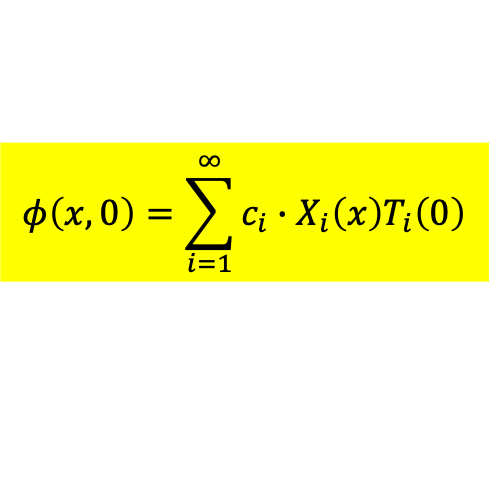 𝜙(𝑥, 0) = ∑_{𝑖=1}^{∞} 𝑐_𝑖 · 𝑋_𝑖(𝑥)𝑇_𝑖(0)